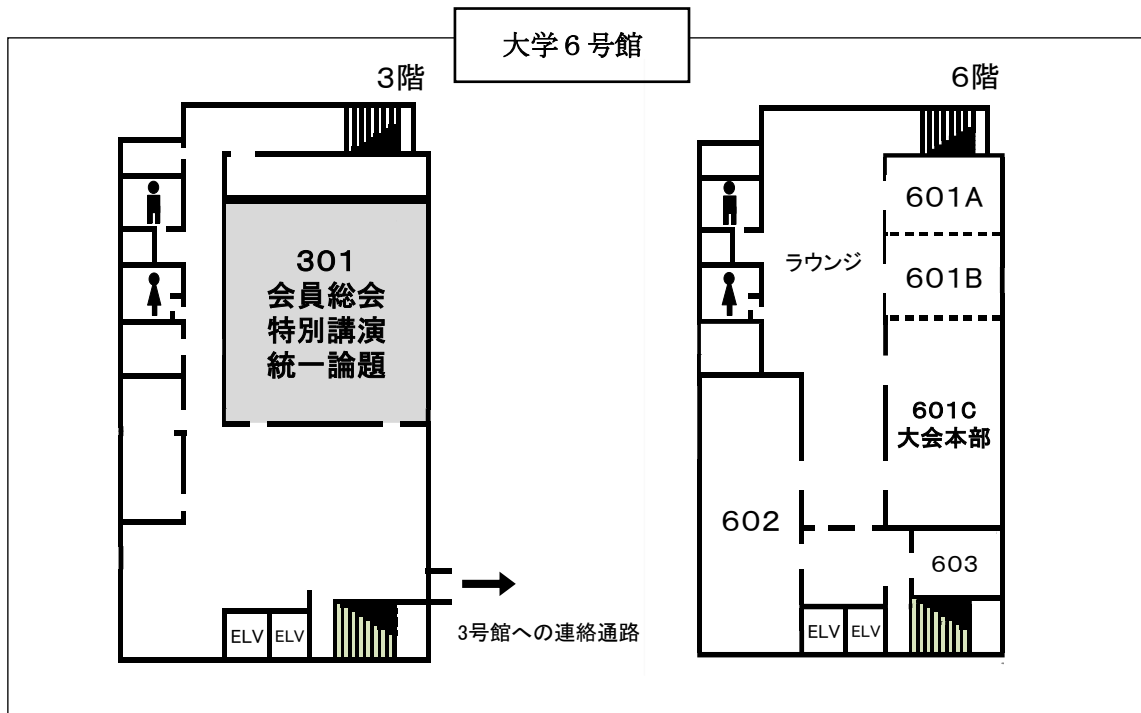 大学６号館
3階
301
会員総会
特別講演
統一論題
ELV ELV
3号館への連絡通路
6階
601A
ラウンジ
601B
601C
大会本部
602
603
ELV ELV